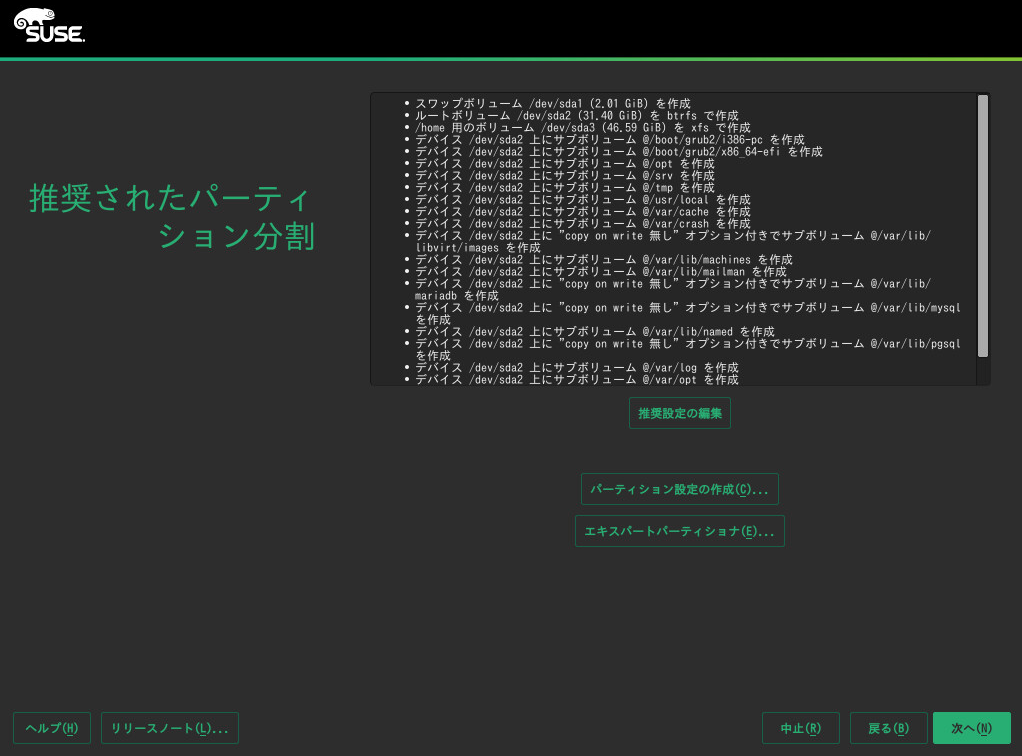 SUSE.
推奨されたパーティ
ション分割
• スワップボリューム /dev/sda1 (2.01 GiB) を作成
• ルートボリューム /dev/sda2 (31.40 GiB) を btrfs で作成
• /home 用のボリューム /dev/sda3 (46.59 GiB) を xfs で作成
• デバイス /dev/sda2 上にサブボリューム @/boot/grub2/i386-pc を作成
• デバイス /dev/sda2 上にサブボリューム @/boot/grub2/x86_64-efi を作成
• デバイス /dev/sda2 上にサブボリューム @/opt を作成
• デバイス /dev/sda2 上にサブボリューム @/srv を作成
• デバイス /dev/sda2 上にサブボリューム @/tmp を作成
• デバイス /dev/sda2 上にサブボリューム @/usr/local を作成
• デバイス /dev/sda2 上にサブボリューム @/var/cache を作成
• デバイス /dev/sda2 上にサブボリューム @/var/crash を作成
• デバイス /dev/sda2 上に "copy on write 無し" オプション付きでサブボリューム @/var/lib/
libvirt/images を作成
• デバイス /dev/sda2 上にサブボリューム @/var/lib/machines を作成
• デバイス /dev/sda2 上にサブボリューム @/var/lib/mailman を作成
• デバイス /dev/sda2 上に "copy on write 無し" オプション付きでサブボリューム @/var/lib/
mariadb を作成
• デバイス /dev/sda2 上に "copy on write 無し" オプション付きでサブボリューム @/var/lib/mysql
を作成
• デバイス /dev/sda2 上にサブボリューム @/var/lib/named を作成
• デバイス /dev/sda2 上に "copy on write 無し" オプション付きでサブボリューム @/var/lib/pgsql
を作成
• デバイス /dev/sda2 上にサブボリューム @/var/log を作成
• デバイス /dev/sda2 上にサブボリューム @/var/opt を作成
推奨設定の編集
パーティション設定の作成(C)...
エキスパートパーティショナ(E)...
ヘルプ(H) リリースノート(L)... 中止(R) 戻る(B) 次へ(N)